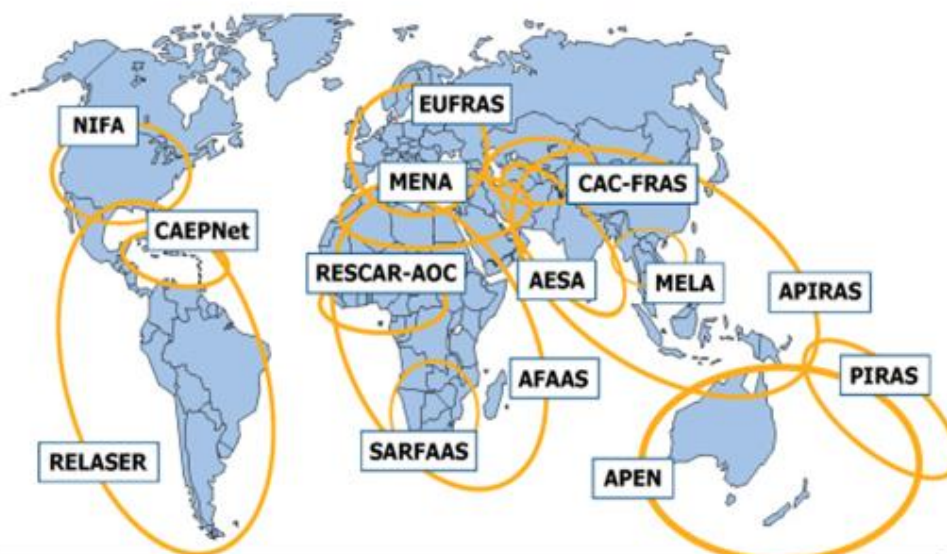 EUFRAS
NIFA
MENA
CAC-FRAS
CAEPNet
RESCAR-AOC
AESA
MELA
APIRAS
AFAAS
PIRAS
SARFAAS
RELASER
APEN